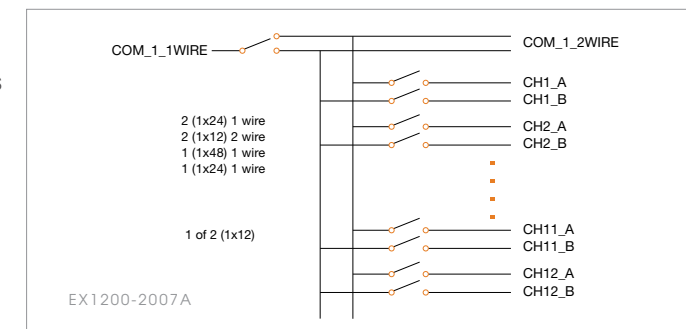 COM_1_1WIRE
COM_1_2WIRE
CH1_A
CH1_B
2 (1x24) 1 wire
2 (1x12) 2 wire
1 (1x48) 1 wire
1 (1x24) 1 wire
CH2_A
CH2_B
1 of 2 (1x12)
CH11_A
CH11_B
CH12_A
CH12_B
EX1200-2007A